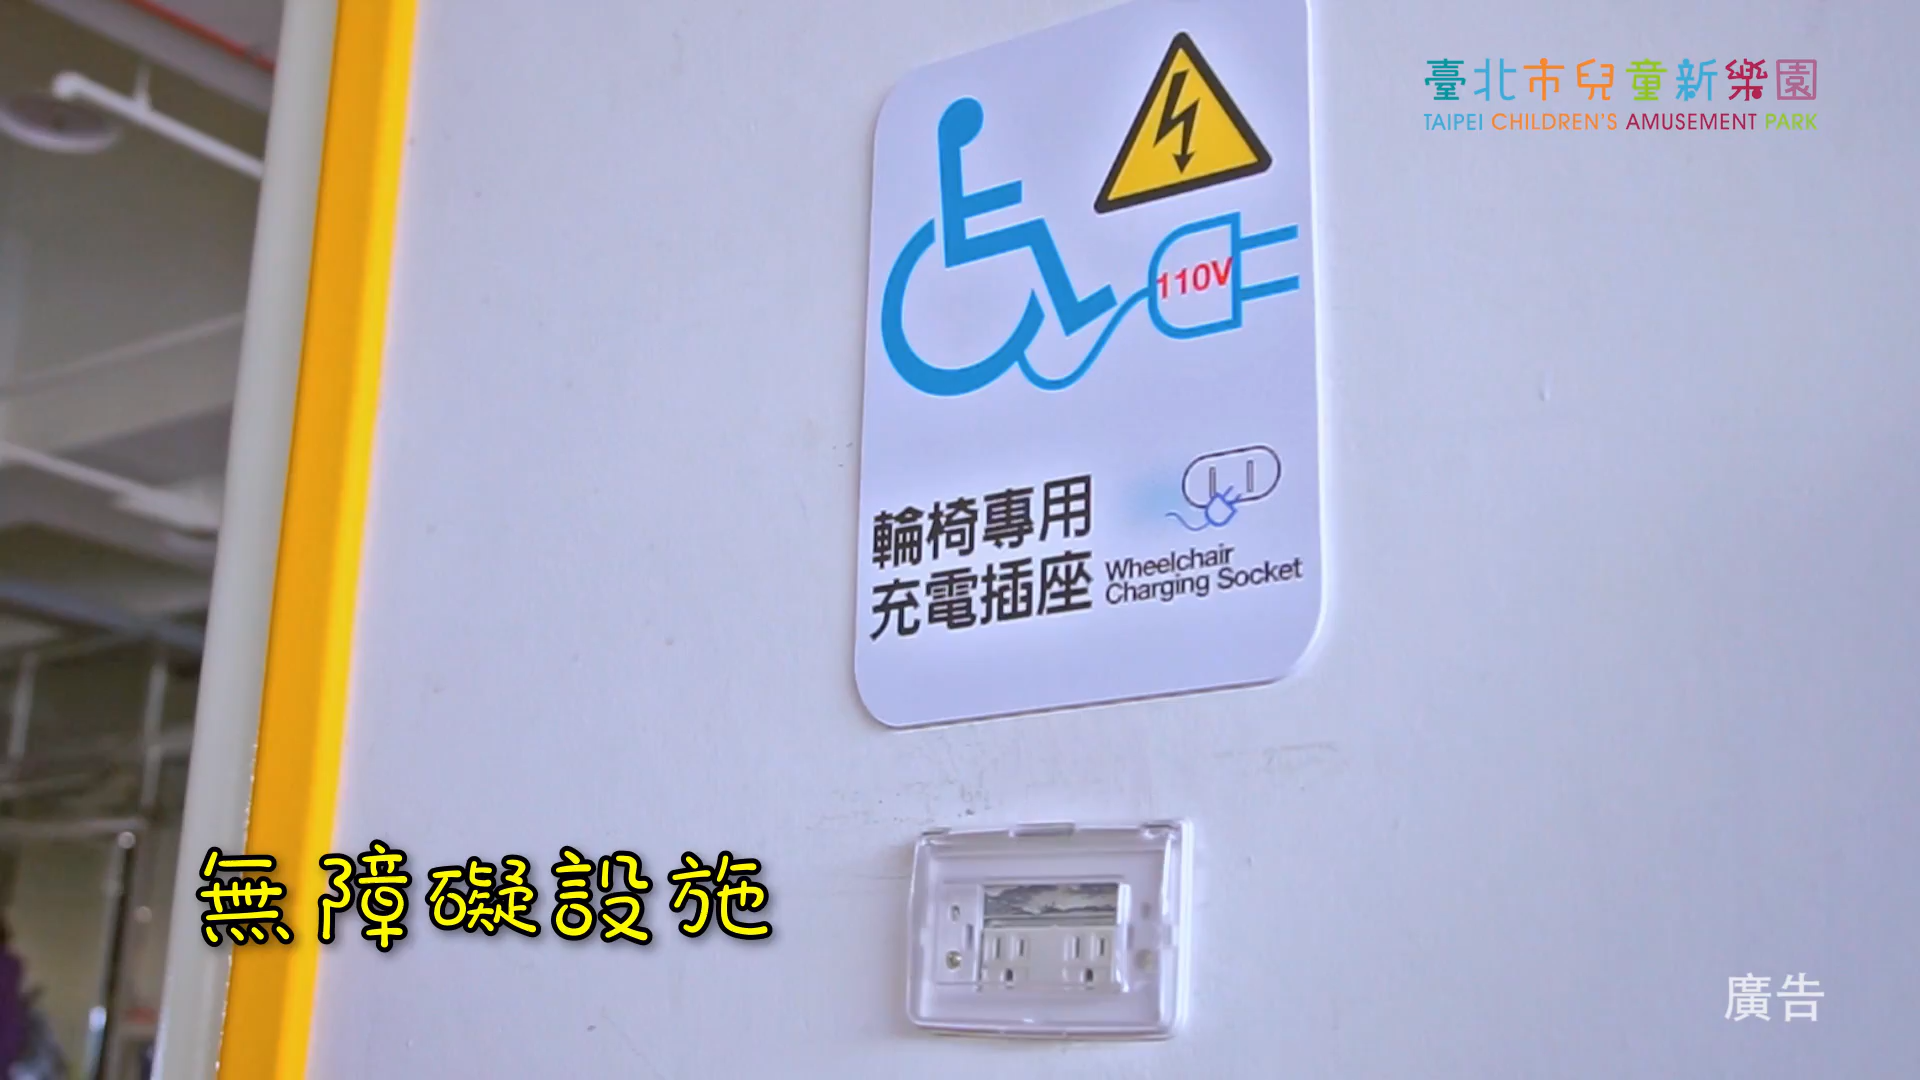 臺北市兒童新樂園
TAIPEI CHILDREN'S AMUSEMENT PARK
110V
輪椅專用
充電插座
Wheelchair
Charging Socket
無障礙設施
廣告